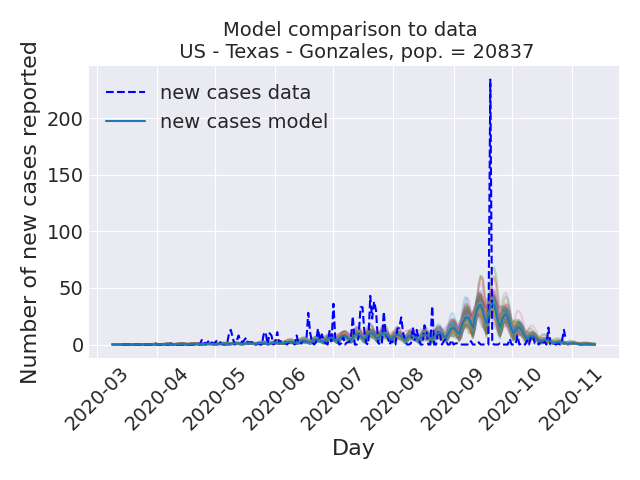 Model comparison to data
US - Texas - Gonzales, pop. = 20837
Number of new cases reported
new cases data
new cases model
200
150
100
50
0
2020-03
2020-04
2020-05
2020-06
2020-07
2020-08
2020-09
2020-10
2020-11
Day